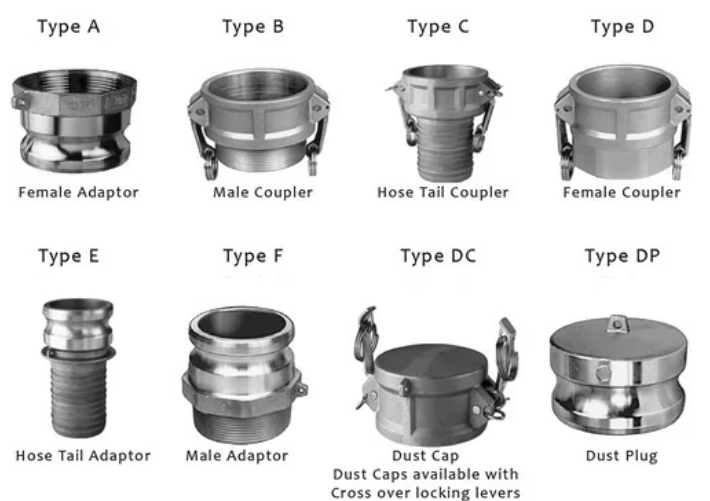 Type A
Type B
Type C
Type D
Female Adaptor
Male Coupler
Hose Tail Coupler
Female Coupler
Type E
Type F
Type DC
Type DP
Hose Tail Adaptor
Male Adaptor
Dust Cap
Dust Caps available with
Cross over locking levers
Dust Plug